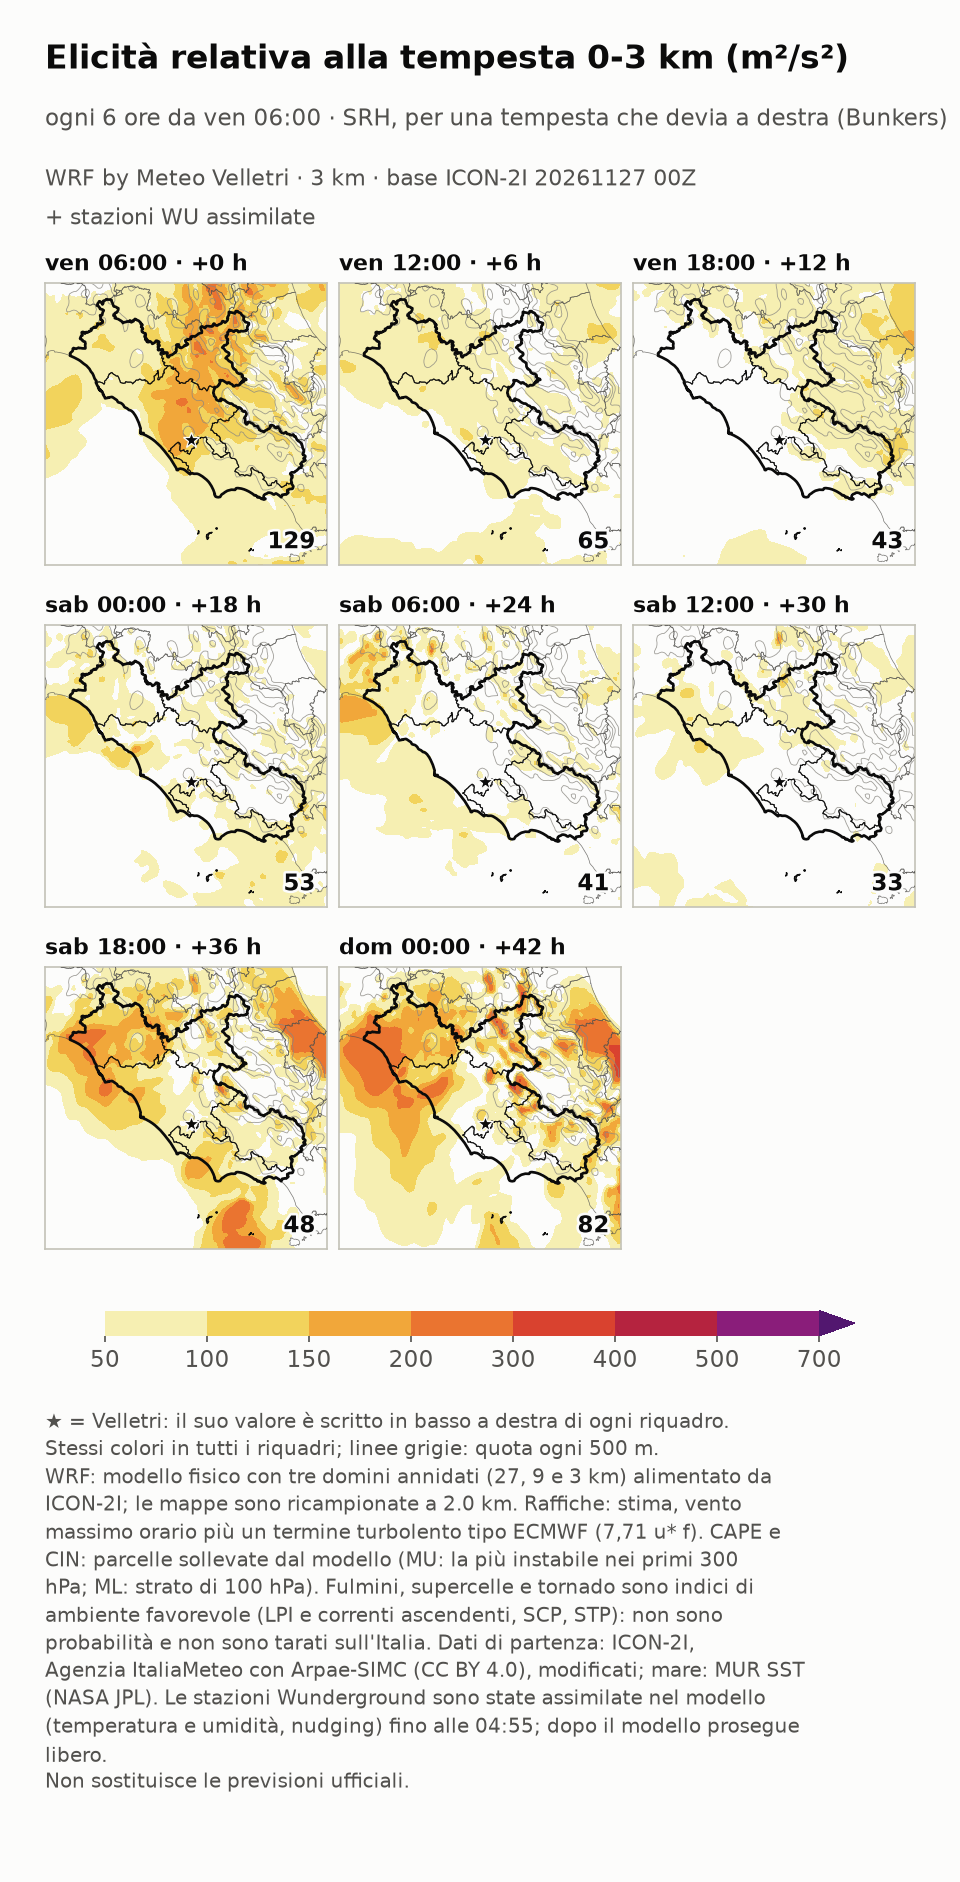 Elicità relativa alla tempesta 0-3 km (m²/s²)
ogni 6 ore da ven 06:00 · SRH, per una tempesta che devia a destra (Bunkers)
WRF by Meteo Velletri · 3 km · base ICON-2I 20261127 00Z
+ stazioni WU assimilate
ven 06:00 · +0 h
ven 12:00 · +6 h
ven 18:00 · +12 h
129
65
43
sab 00:00 · +18 h
sab 06:00 · +24 h
sab 12:00 · +30 h
53
41
33
sab 18:00 · +36 h
dom 00:00 · +42 h
48
82
50 100 150 200 300 400 500 700
★ = Velletri: il suo valore è scritto in basso a destra di ogni riquadro.
Stessi colori in tutti i riquadri; linee grigie: quota ogni 500 m.
WRF: modello fisico con tre domini annidati (27, 9 e 3 km) alimentato da
ICON-2I; le mappe sono ricampionate a 2.0 km. Raffiche: stima, vento
massimo orario più un termine turbolento tipo ECMWF (7,71 u* f). CAPE e
CIN: parcelle sollevate dal modello (MU: la più instabile nei primi 300
hPa; ML: strato di 100 hPa). Fulmini, supercelle e tornado sono indici di
ambiente favorevole (LPI e correnti ascendenti, SCP, STP): non sono
probabilità e non sono tarati sull'Italia. Dati di partenza: ICON-2I,
Agenzia ItaliaMeteo con Arpae-SIMC (CC BY 4.0), modificati; mare: MUR SST
(NASA JPL). Le stazioni Wunderground sono state assimilate nel modello
(temperatura e umidità, nudging) fino alle 04:55; dopo il modello prosegue
libero.
Non sostituisce le previsioni ufficiali.